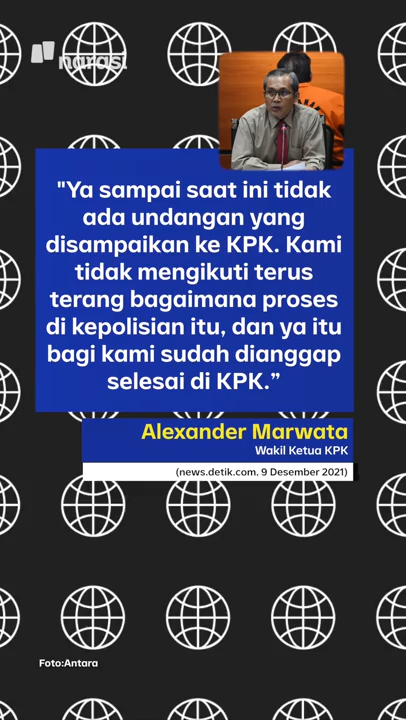 narasi
"Ya sampai saat ini tidak
ada undangan yang
disampaikan ke KPK. Kami
tidak mengikuti terus
terang bagaimana proses
di kepolisian itu, dan ya itu
bagi kami sudah dianggap
selesai di KPK.”
Alexander Marwata
Wakil Ketua KPK
(news.detik.com, 9 Desember 2021)
Foto:Antara